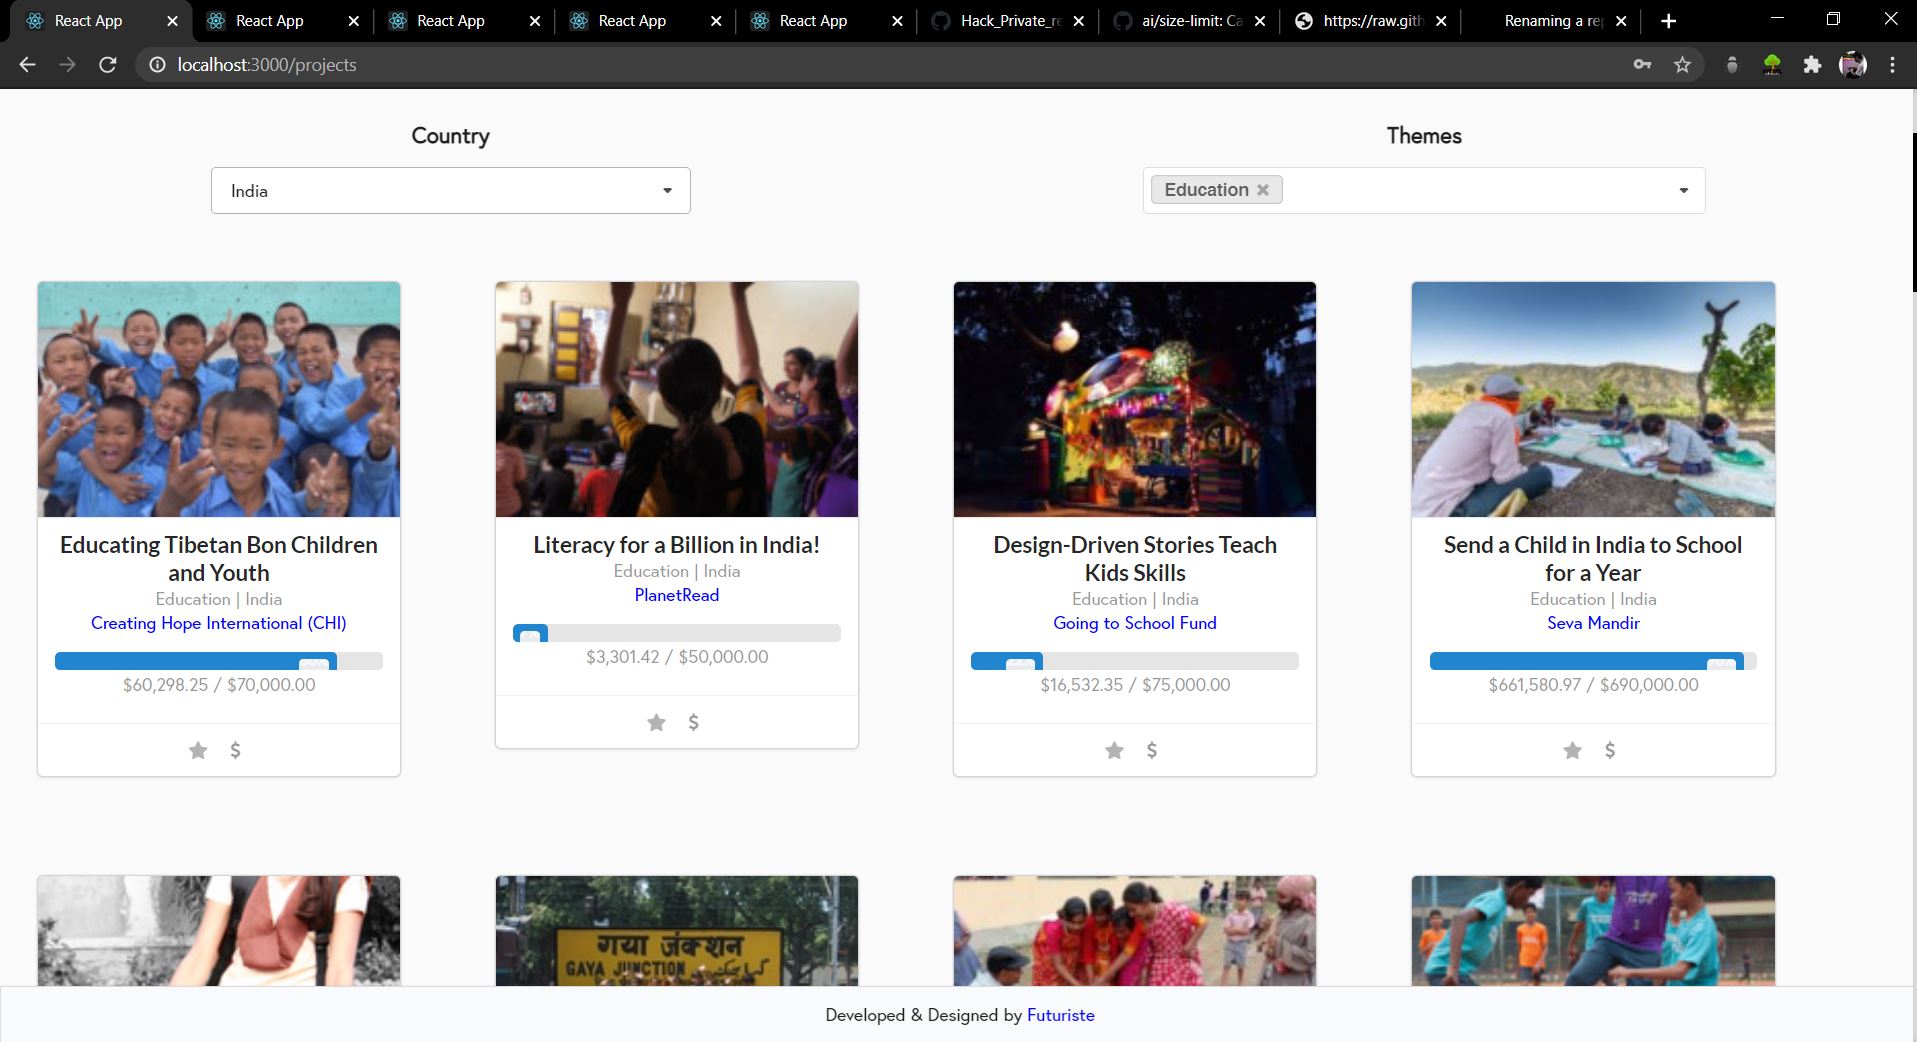 React App
React App
React App
React App
React App
Hack_Private_re
ai/size-limit: Ca
https://raw.gith
Renaming a rep
localhost:3000/projects
Country
Themes
India
Education
Educating Tibetan Bon Children
and Youth
Education | India
Creating Hope International (CHI)
$60,298.25 / $70,000.00
Literacy for a Billion in India!
Education | India
PlanetRead
$3,301.42 / $50,000.00
Design-Driven Stories Teach
Kids Skills
Education | India
Going to School Fund
$16,532.35 / $75,000.00
Send a Child in India to School
for a Year
Education | India
Seva Mandir
$661,580.97 / $690,000.00
गया जंक्शन
GAYA JUNCTION
Developed & Designed by Futuriste